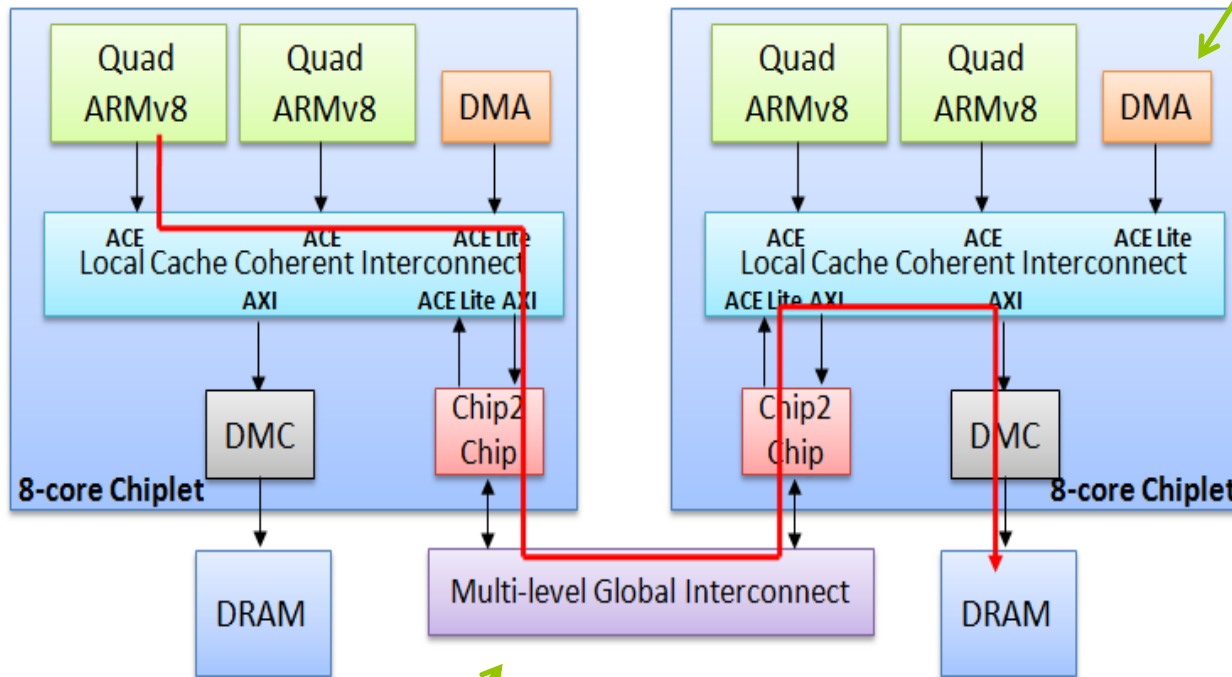 Quad
ARMv8
Quad
ARMv8
DMA
ACE
ACE
ACE Lite
Local Cache Coherent Interconnect
AXI
ACE Lite
AXI
DMC
Chip2
Chip
8-core Chiplet
DRAM
Quad
ARMv8
Quad
ARMv8
DMA
ACE
ACE
ACE Lite
Local Cache Coherent Interconnect
ACE Lite
AXI
AXI
Chip2
Chip
DMC
8-core Chiplet
DRAM
Multi-level Global Interconnect